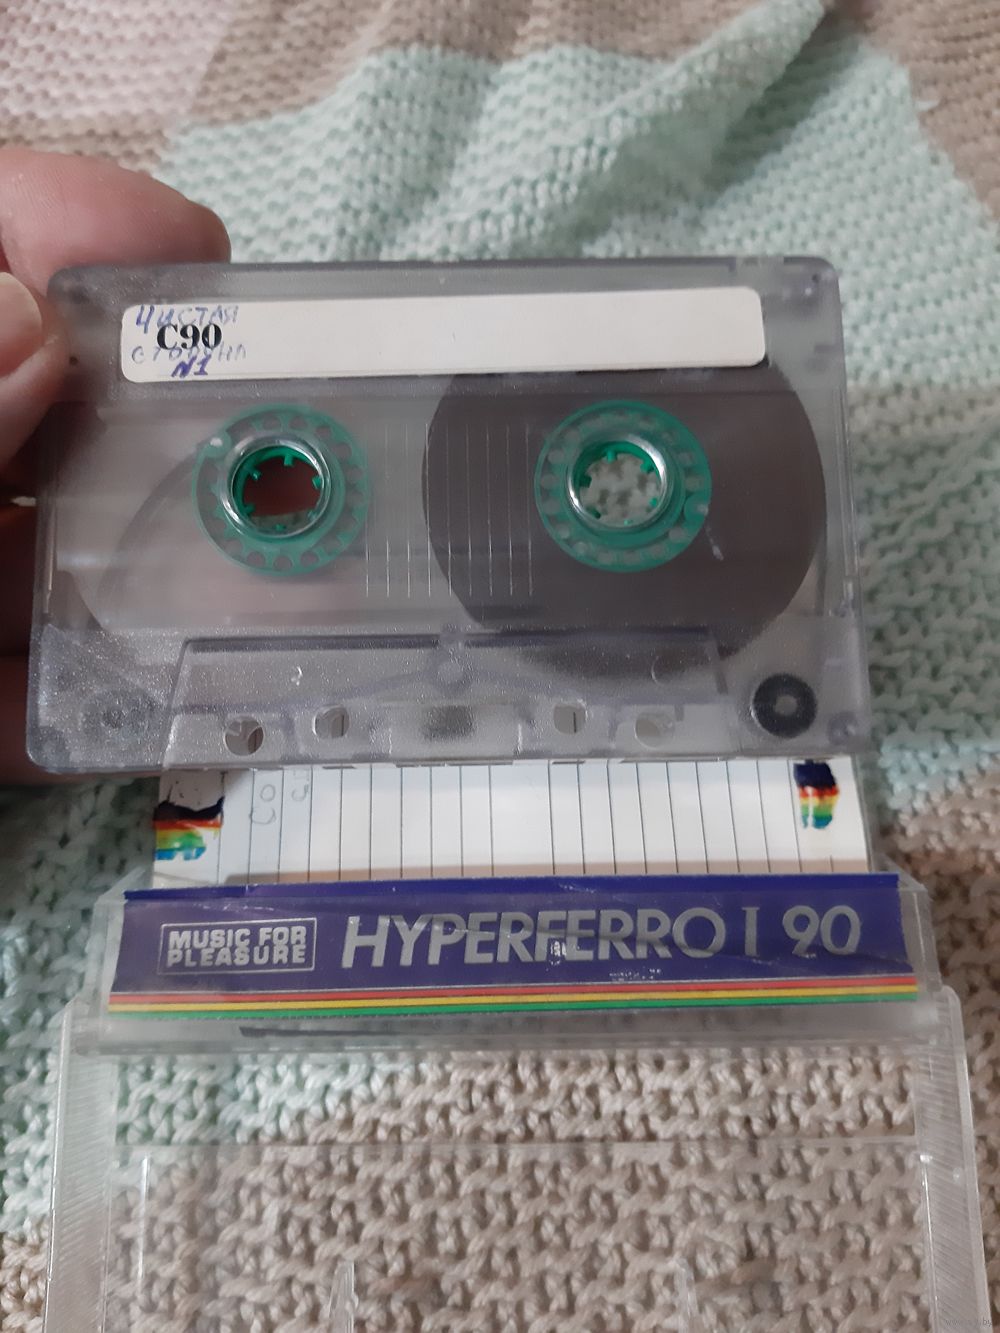 Чистая
C90
сторона
N1
MUSIC FOR
PLEASURE
HYPERFERRO I 90